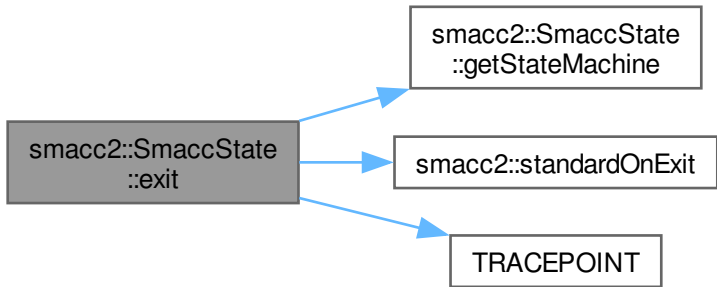 smacc2::SmaccState
::exit
smacc2::SmaccState
::getStateMachine
smacc2::standardOnExit
TRACEPOINT